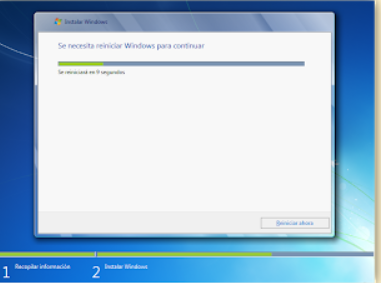 Instalar Windows
Se necesita reiniciar Windows para continuar
Se reiniciará en 9 segundos
Reiniciar ahora
1 Recopilar información
2 Instalar Windows